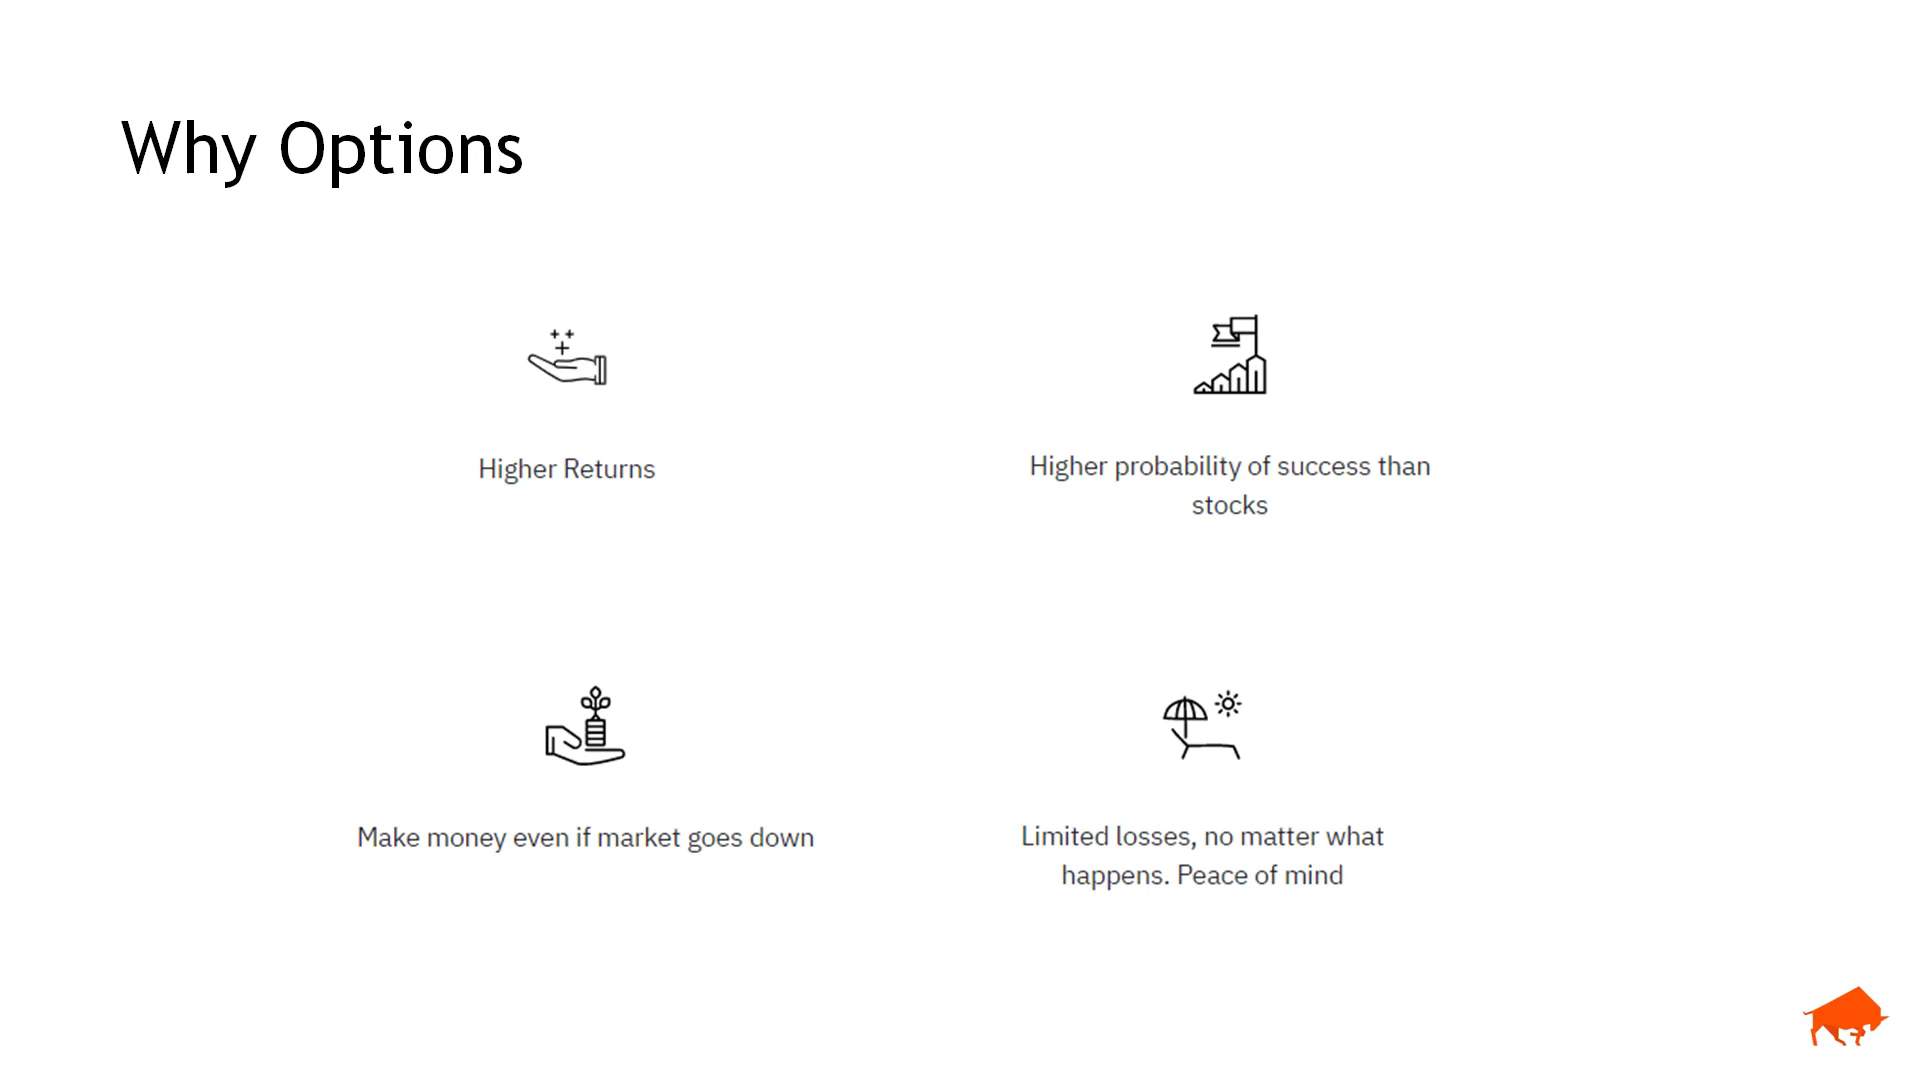 Why Options
Higher Returns
Higher probability of success than
stocks
Make money even if market goes down
Limited losses, no matter what
happens. Peace of mind